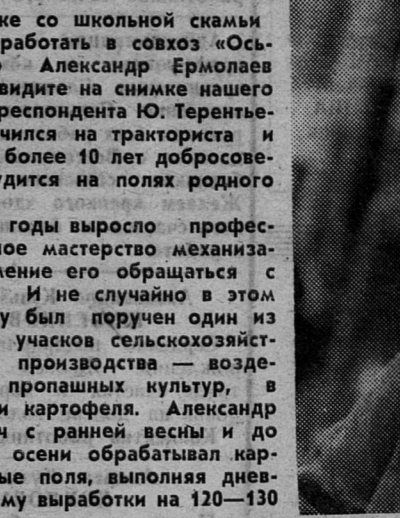 ке со школьной скамьи
работать в совхоз «Ось-
Александр Ермолаев
видите на снимке нашего
респондента Ю. Терентье-
чился на тракториста и
более 10 лет добросове-
удится на полях родного
годы выросло профес-
ное мастерство механиза-
мение его обращаться с
И не случайно в этом
у был поручен один из
учасков сельскохозяйст-
производства — возде-
пропашных культур, в
и картофеля. Александр
ч с ранней весны и до
осени обрабатывал кар-
ые поля, выполняя днев-
му выработки на 120—130